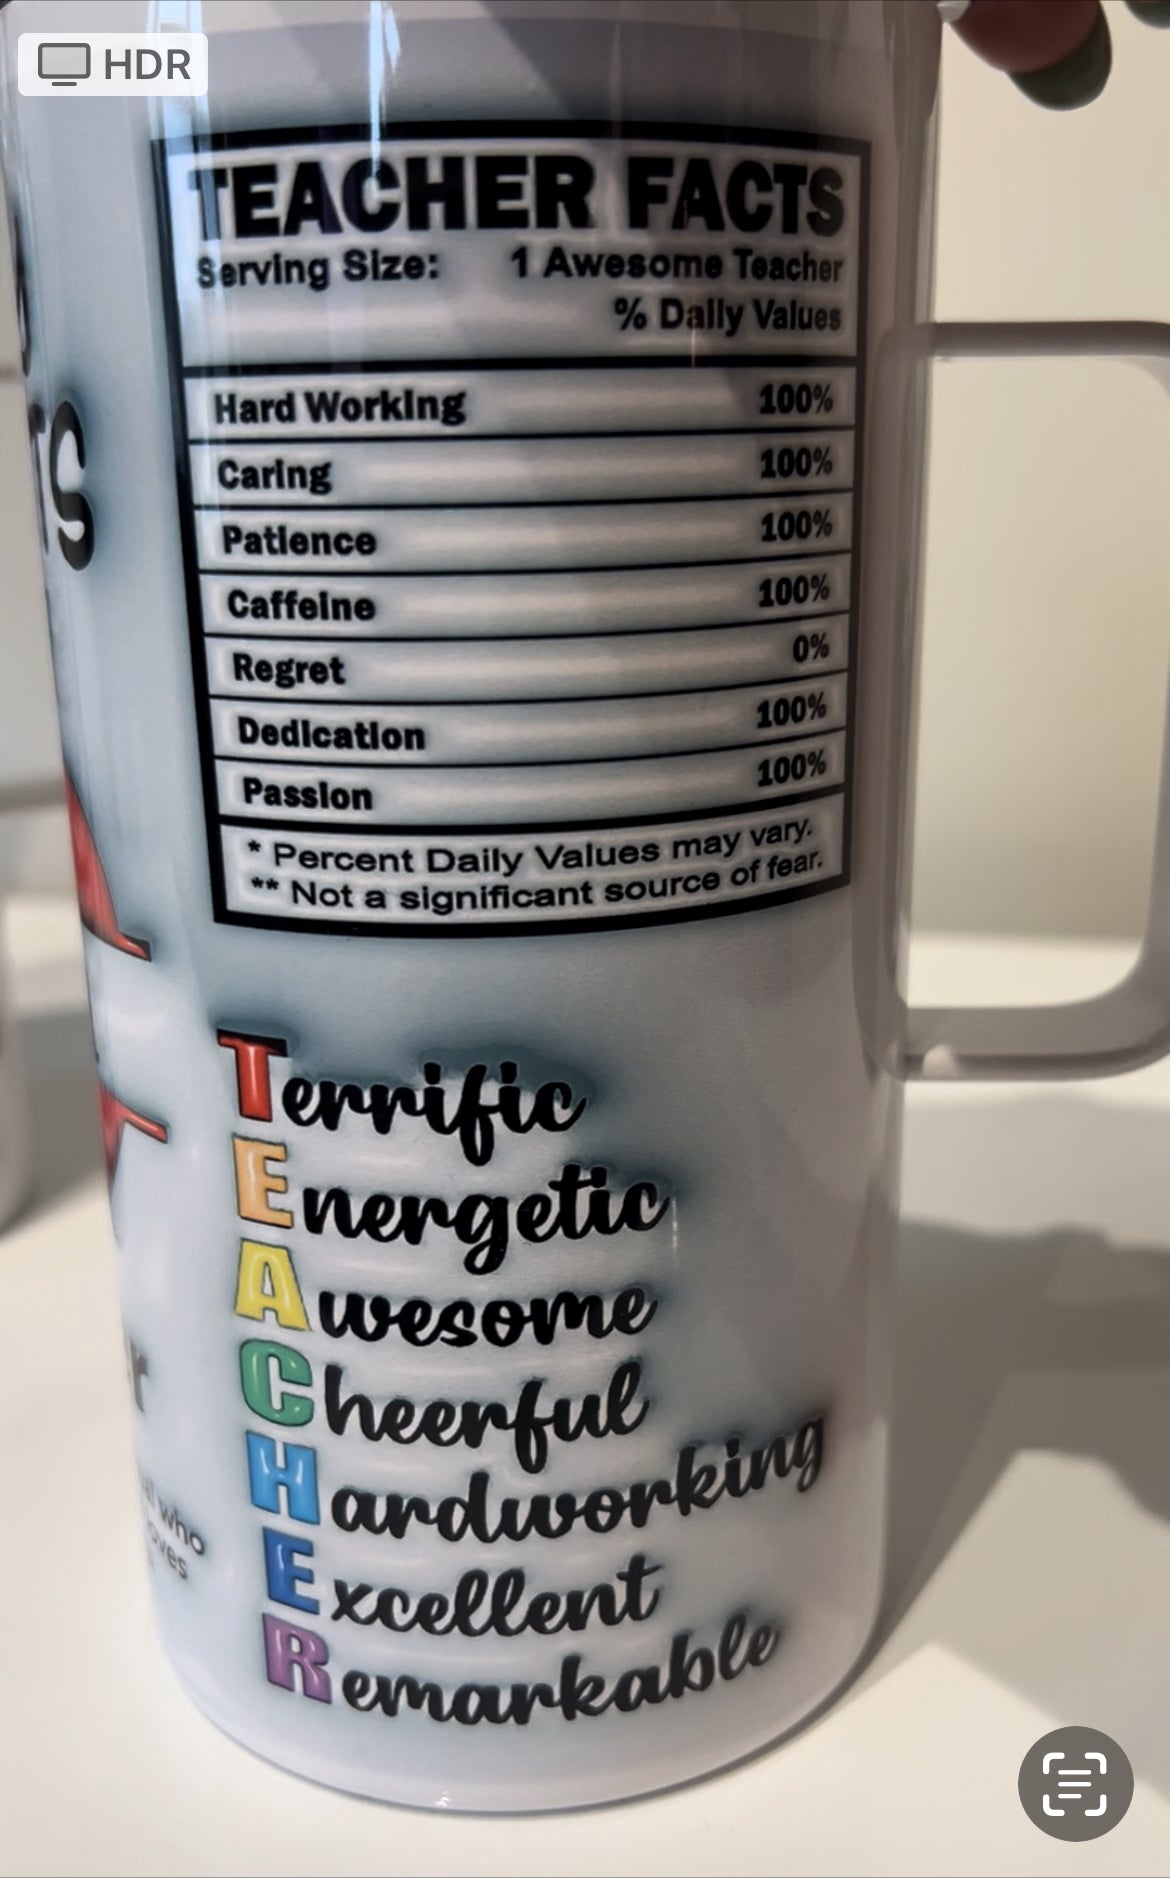 HDR
TEACHER FACTS
Serving Size: 1 Awesome Teacher
% Daily Values
Hard Working 100%
Caring 100%
Patience 100%
Caffeine 100%
Regret 0%
Dedication 100%
Passion 100%
* Percent Daily Values may vary.
** Not a significant source of fear.
Terrific
Energetic
Awesome
Cheerful
Hardworking
Excellent
Remarkable
who